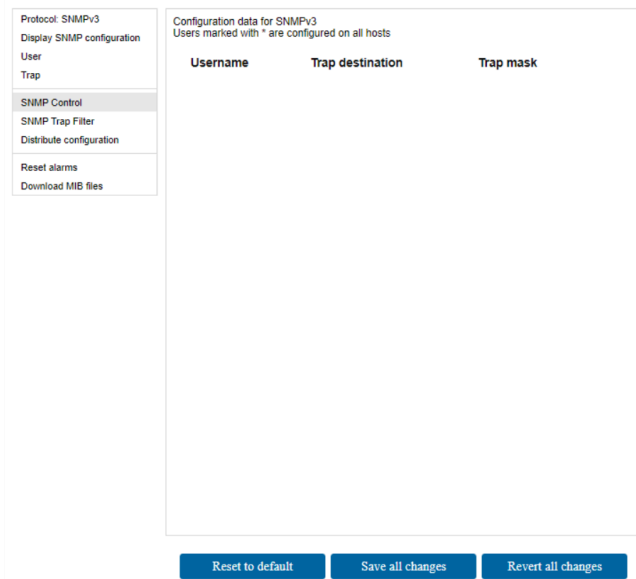 Protocol: SNMPv3
Display SNMP configuration
User
Trap
SNMP Control
SNMP Trap Filter
Distribute configuration
Reset alarms
Download MIB files
Configuration data for SNMPv3
Users marked with * are configured on all hosts
Username Trap destination Trap mask
Reset to default Save all changes Revert all changes